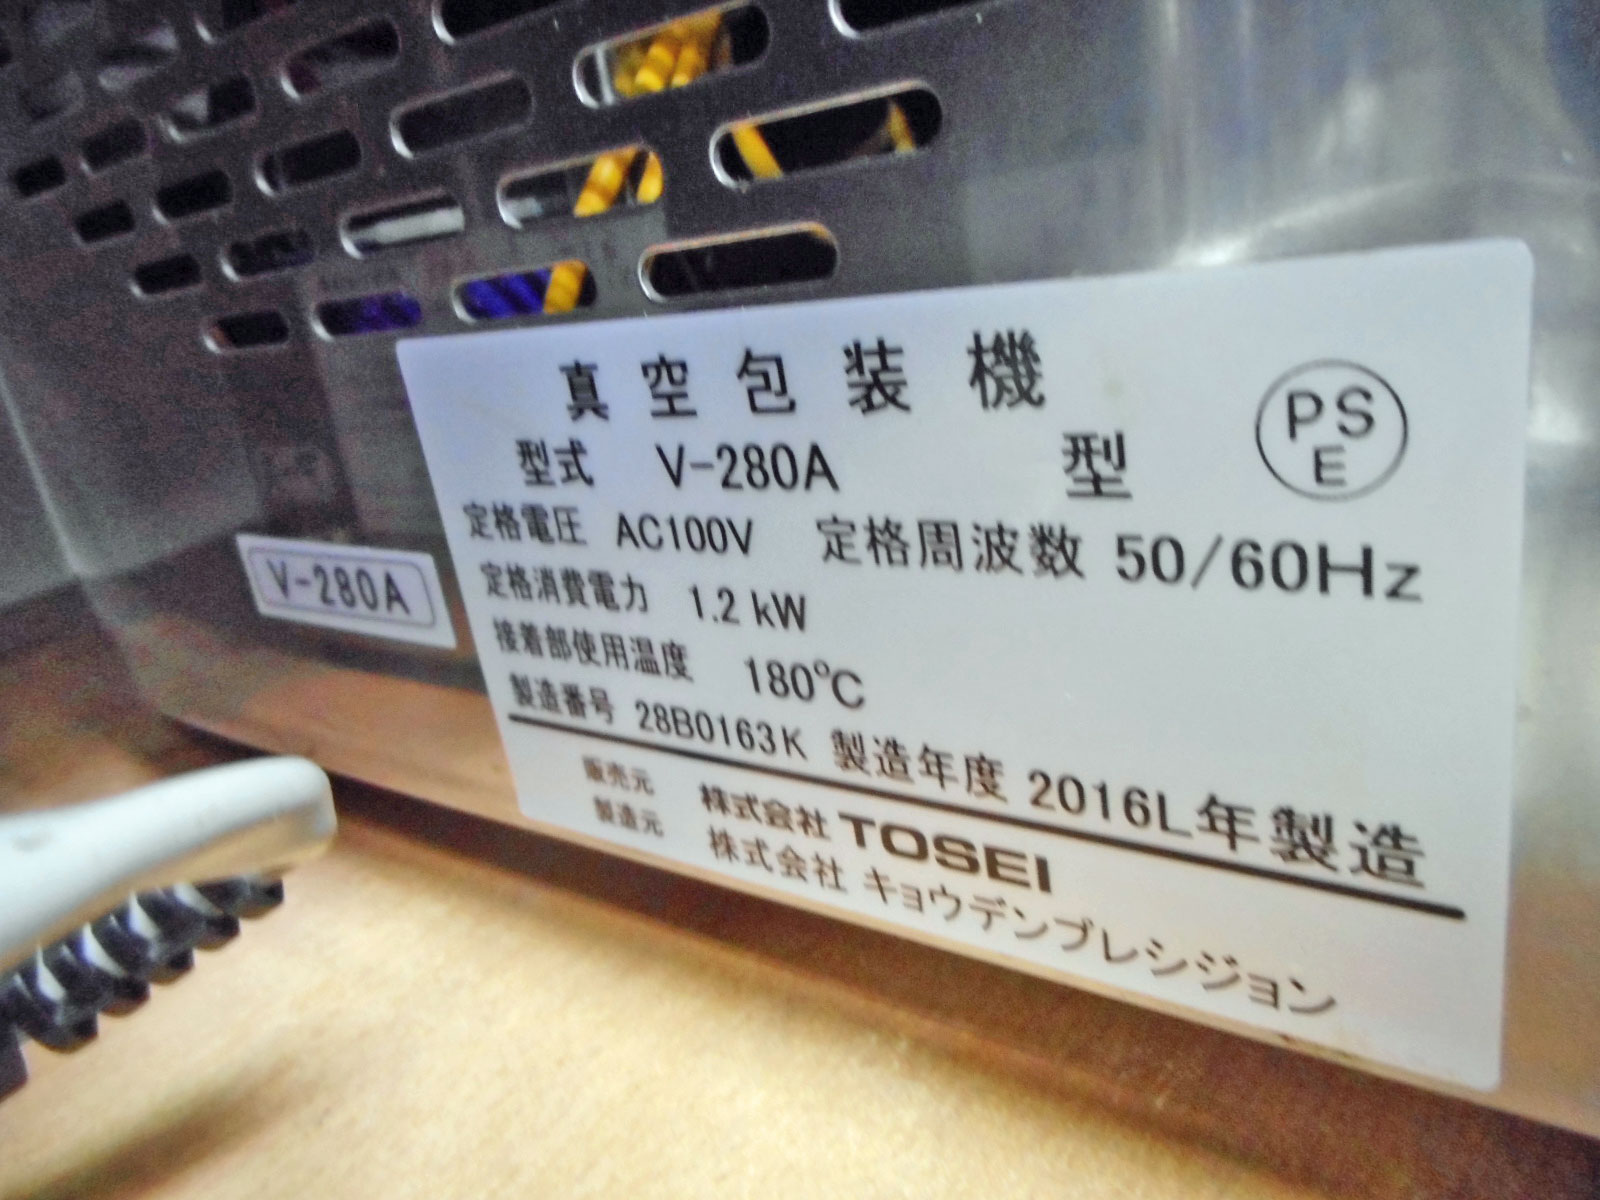 真空包装機
型式 V-280A 型
PS
E
定格電圧 AC100V 定格周波数 50/60Hz
定格消費電力 1.2 kW
接着部使用温度 180℃
製造番号 28B0163K 製造年度 2016L年製造
販売元 株式会社 TOSEI
製造元 株式会社 キョウデンプレシジョン
V-280A